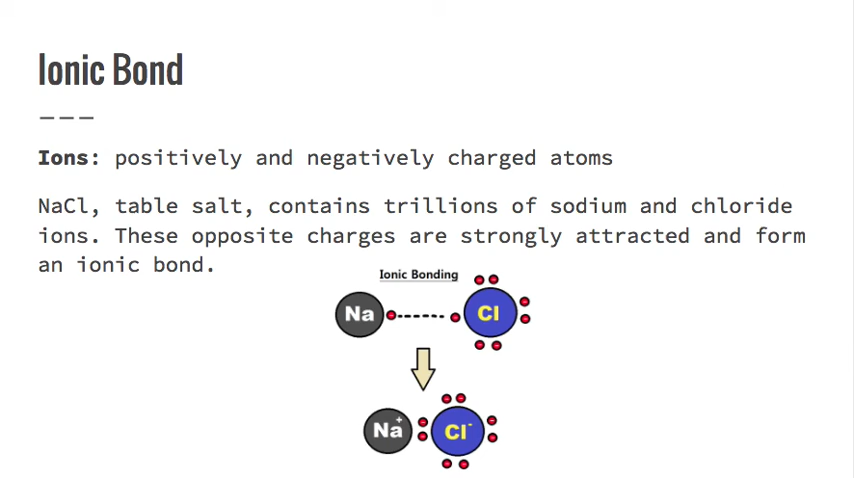 Ionic Bond
Ions: positively and negatively charged atoms
NaCl, table salt, contains trillions of sodium and chloride
ions. These opposite charges are strongly attracted and form
an ionic bond.
Ionic Bonding
Na Cl
Na+ Cl-